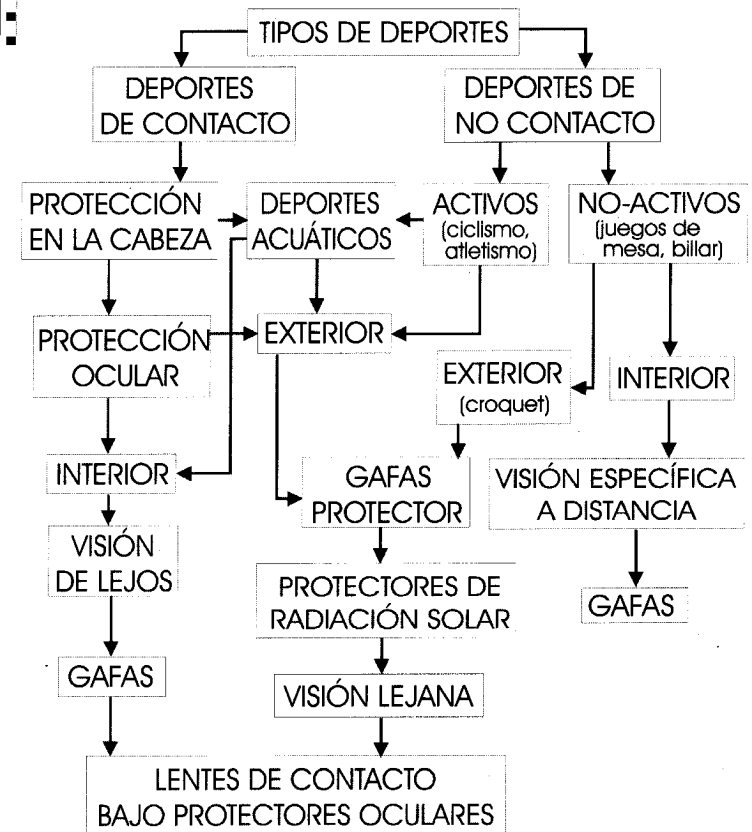 TIPOS DE DEPORTES
DEPORTES
DE CONTACTO
DEPORTES DE
NO CONTACTO
PROTECCIÓN
EN LA CABEZA
DEPORTES
ACUÁTICOS
ACTIVOS
(ciclismo,
atletismo)
NO-ACTIVOS
(juegos de
mesa, billar)
PROTECCIÓN
OCULAR
EXTERIOR
EXTERIOR
(croquet)
INTERIOR
INTERIOR
GAFAS
PROTECTOR
VISIÓN ESPECÍFICA
A DISTANCIA
VISIÓN
DE LEJOS
PROTECTORES DE
RADIACIÓN SOLAR
GAFAS
GAFAS
VISIÓN LEJANA
LENTES DE CONTACTO
BAJO PROTECTORES OCULARES